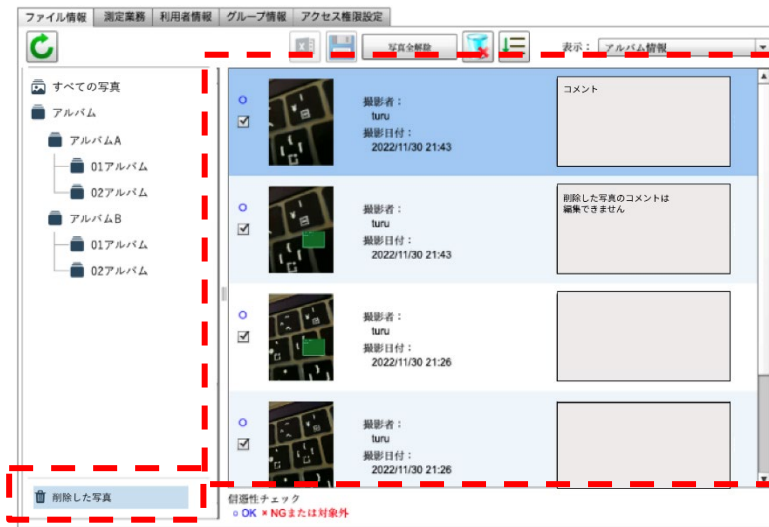 ファイル情報 測定業務 利用者情報 グループ情報 アクセス権限設定
写真全解除 表示: アルバム情報
すべての写真
アルバム
アルバムA
01アルバム
02アルバム
アルバムB
01アルバム
02アルバム
削除した写真
撮影者:
turu
撮影日付:
2022/11/30 21:43
コメント
撮影者:
turu
撮影日付:
2022/11/30 21:43
削除した写真のコメントは
編集できません
撮影者:
turu
撮影日付:
2022/11/30 21:26
撮影者:
turu
撮影日付:
2022/11/30 21:26
信憑性チェック
○ OK × NGまたは対象外